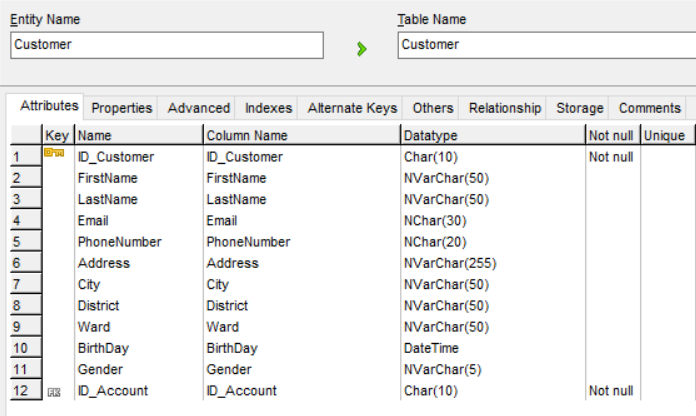 Entity Name Table Name
Customer Customer
Attributes Properties Advanced Indexes Alternate Keys Others Relationship Storage Comments
Key Name Column Name Datatype Not null Unique
1 ID_Customer ID_Customer Char(10) Not null
2 FirstName FirstName NVarChar(50)
3 LastName LastName NVarChar(50)
4 Email Email NChar(30)
5 PhoneNumber PhoneNumber NChar(20)
6 Address Address NVarChar(255)
7 City City NVarChar(50)
8 District District NVarChar(50)
9 Ward Ward NVarChar(50)
10 BirthDay BirthDay DateTime
11 Gender Gender NVarChar(5)
12 FK ID_Account ID_Account Char(10) Not null